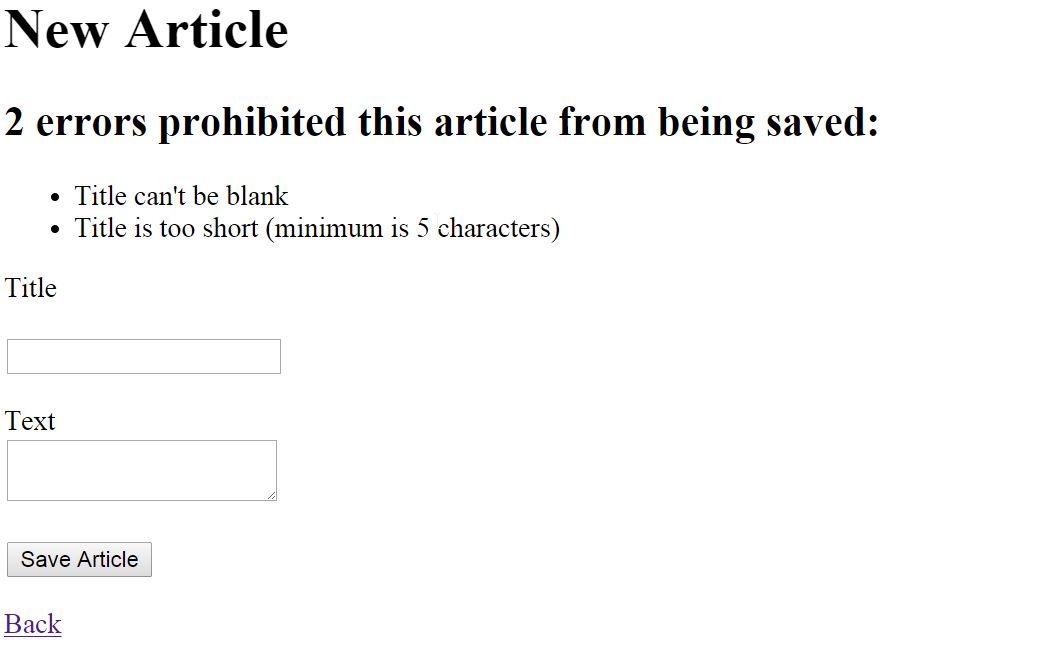 New Article
2 errors prohibited this article from being saved:
Title can't be blank
Title is too short (minimum is 5 characters)
Title
Text
Save Article
Back